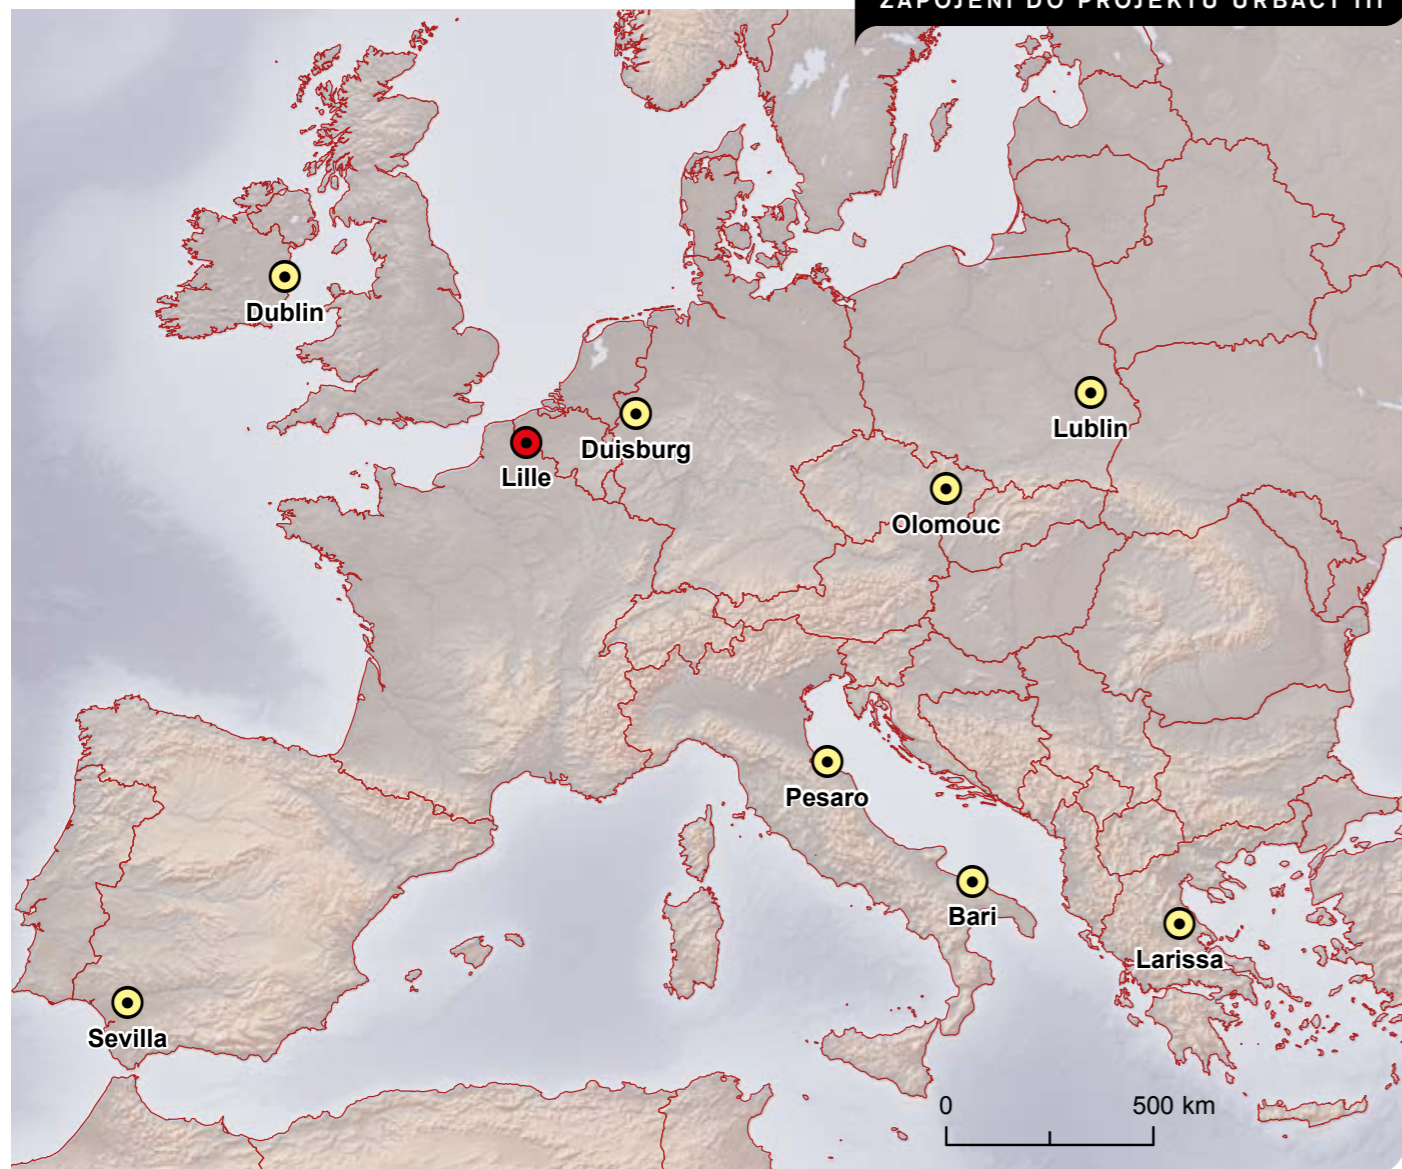 ZAPOJENÍ DO PROJEKTU URBACT III
Dublin
Lublin
Duisburg
Lille
Olomouc
Pesaro
Bari
Larissa
Sevilla
0 500 km